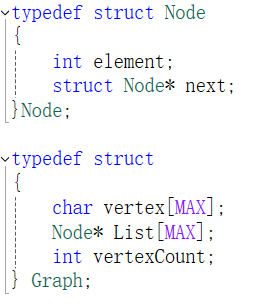 typedef struct Node
{
int element;
struct Node* next;
}Node;
typedef struct
{
char vertex[MAX];
Node* List[MAX];
int vertexCount;
} Graph;